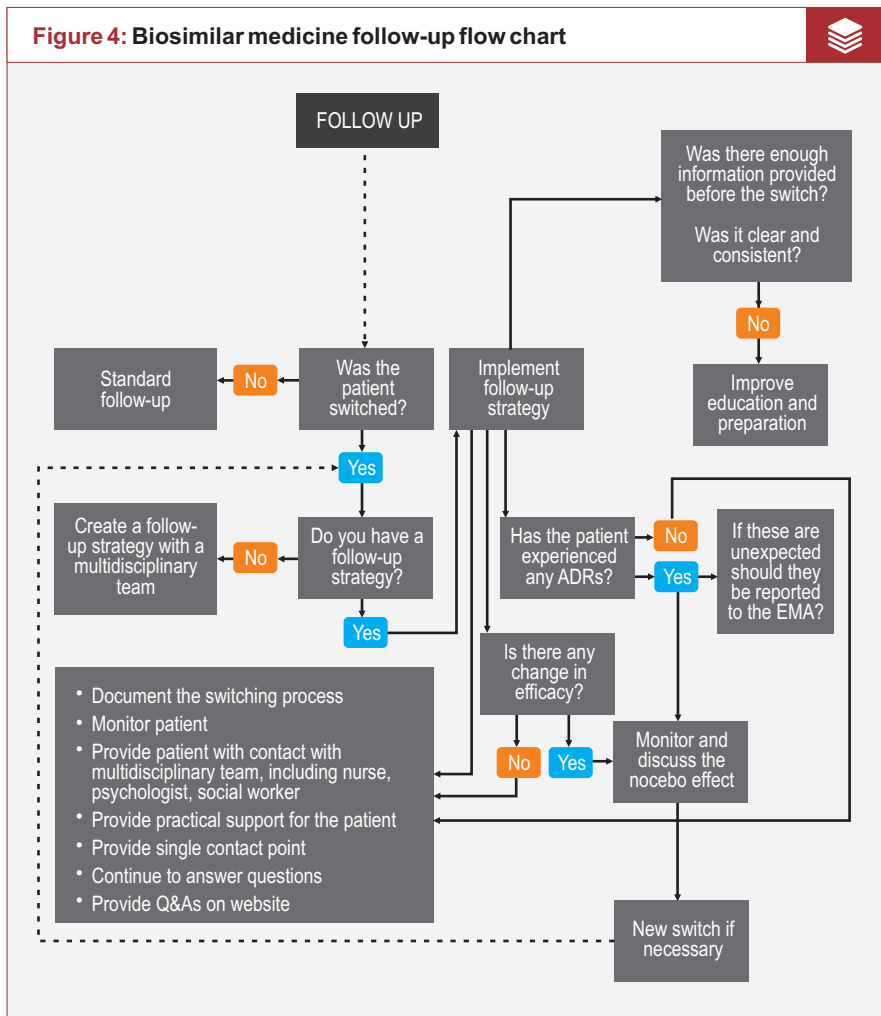 Figure 4: Biosimilar medicine follow-up flow chart
FOLLOW UP
Was there enough
information provided
before the switch?
Was it clear and
consistent?
No
Improve
education and
preparation
Standard
follow-up
No
Was the
patient
switched?
Implement
follow-up
strategy
Yes
Create a follow-
up strategy with a
multidisciplinary
team
No
Do you have a
follow-up
strategy?
Yes
Has the patient
experienced
any ADRs?
No
Yes
If these are
unexpected
should they
be reported
to the EMA?
Is there any
change in
efficacy?
No
Yes
Monitor and
discuss the
nocebo effect
• Document the switching process
• Monitor patient
• Provide patient with contact with
multidisciplinary team, including nurse,
psychologist, social worker
• Provide practical support for the patient
• Provide single contact point
• Continue to answer questions
• Provide Q&As on website
New switch if
necessary